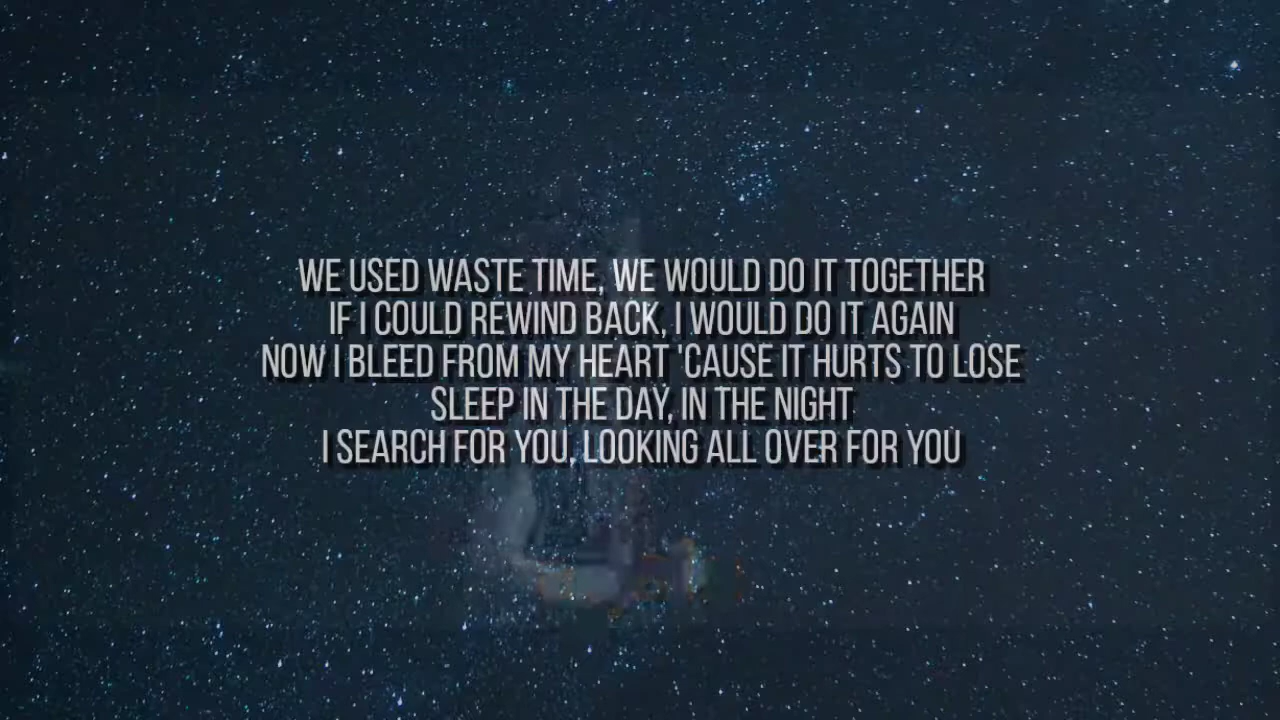 WE USED WASTE TIME, WE WOULD DO IT TOGETHER
IF I COULD REWIND BACK, I WOULD DO IT AGAIN
NOW I BLEED FROM MY HEART 'CAUSE IT HURTS TO LOSE
SLEEP IN THE DAY, IN THE NIGHT
I SEARCH FOR YOU, LOOKING ALL OVER FOR YOU